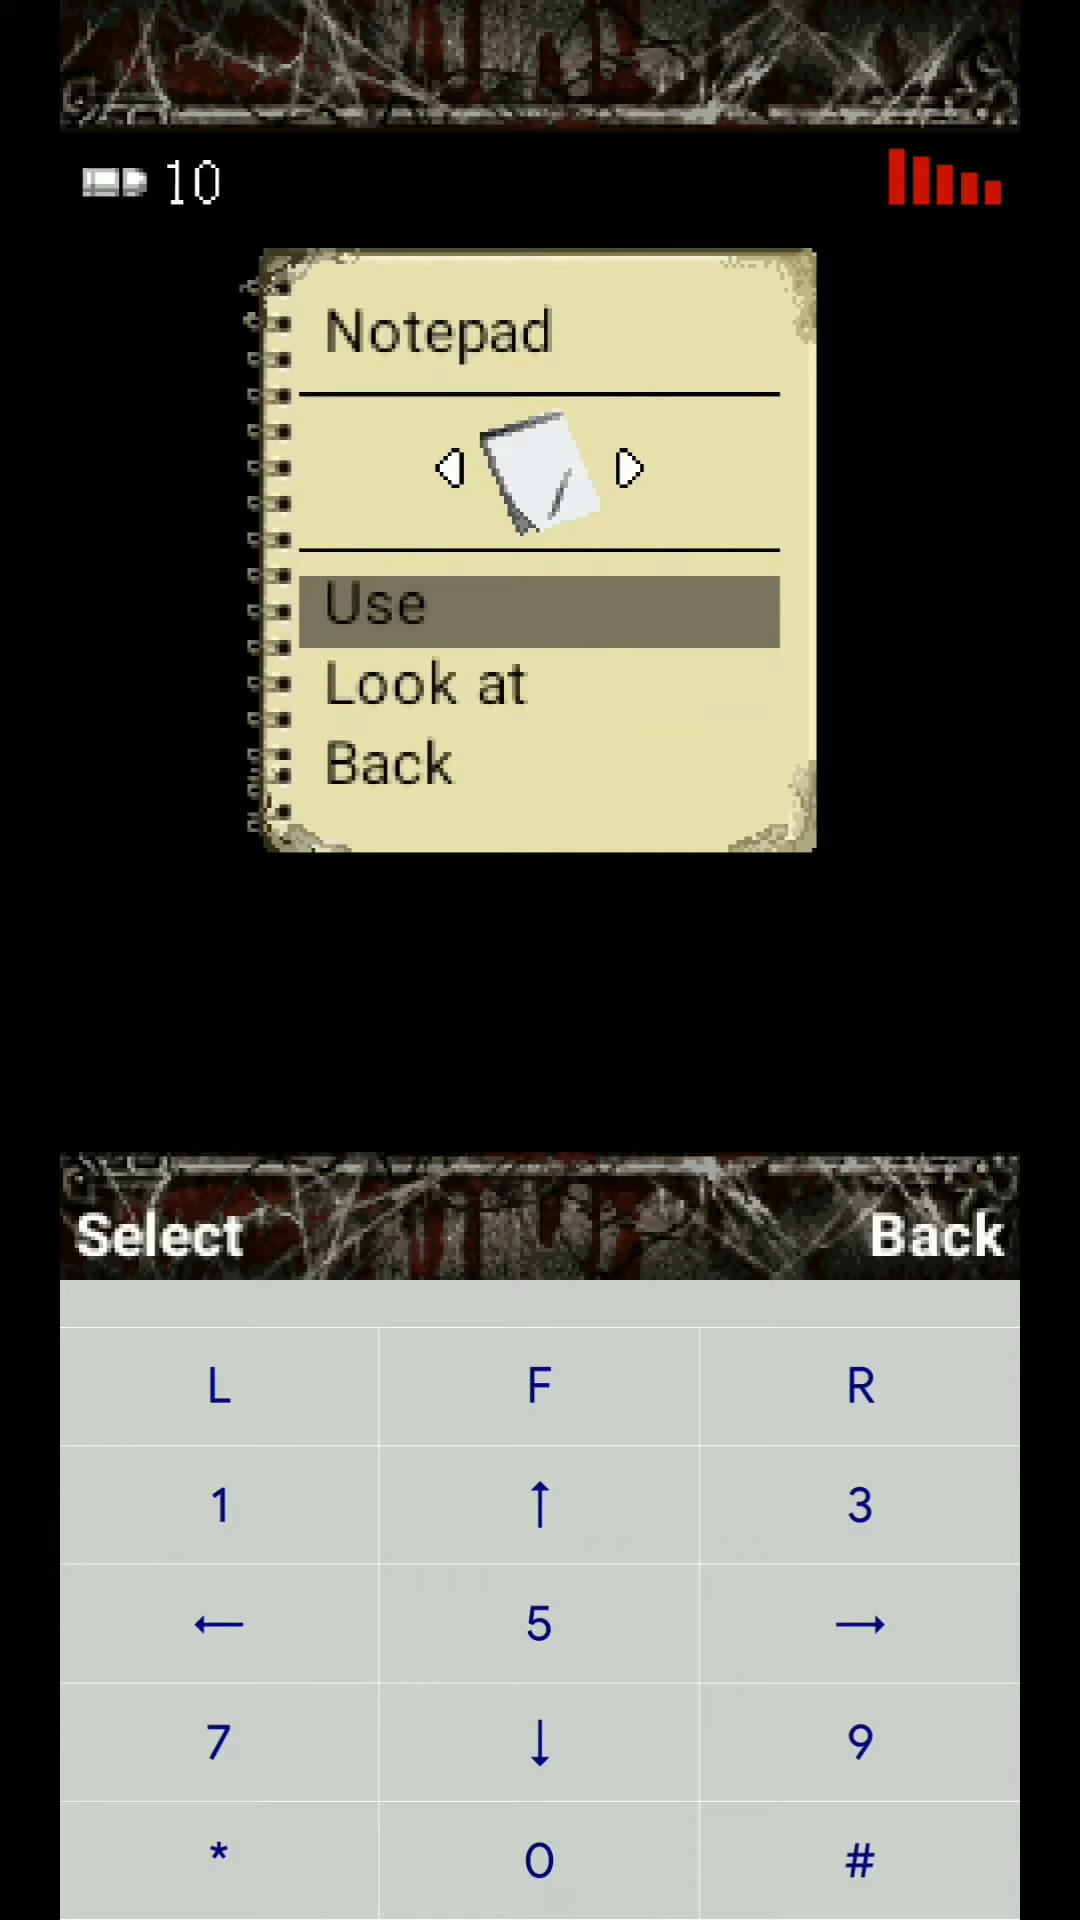 10
Notepad
Use
Look at
Back
Select Back
L F R
1 ↑ 3
← 5 →
7 ↓ 9
* 0 #